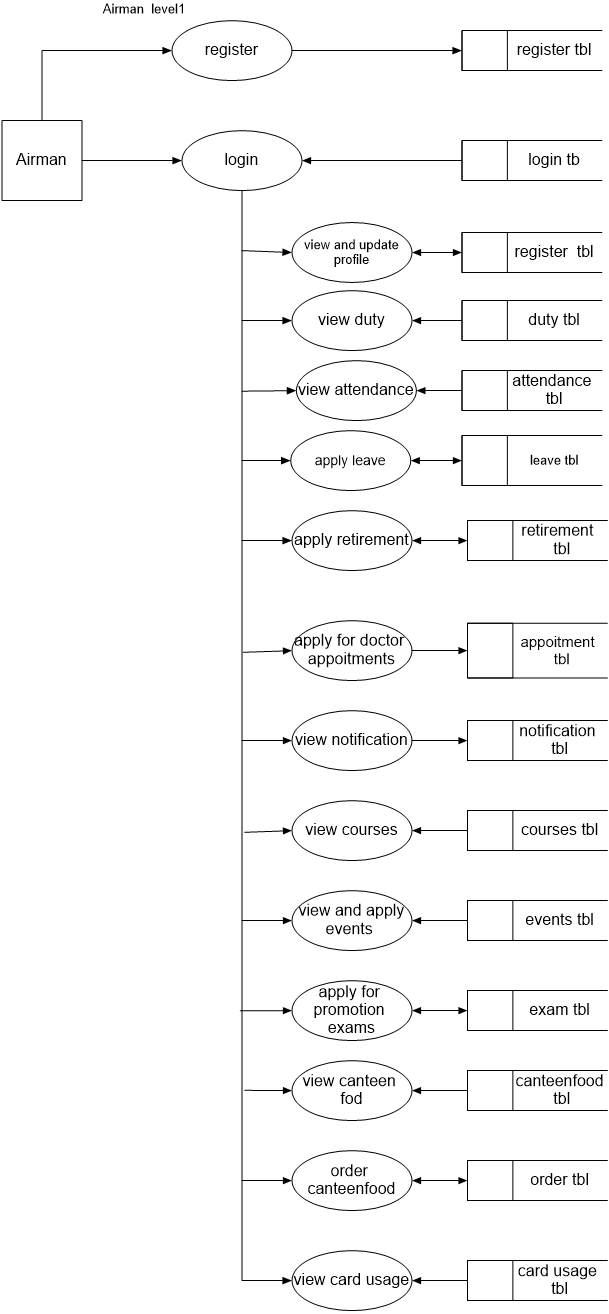 Airman level1
register
register tbl
Airman
login
login tb
view and update
profile
register tbl
view duty
duty tbl
view attendance
attendance
tbl
apply leave
leave tbl
apply retirement
retirement
tbl
apply for doctor
appoitments
appoitment
tbl
view notification
notification
tbl
view courses
courses tbl
view and apply
events
events tbl
apply for
promotion
exams
exam tbl
view canteen
fod
canteenfood
tbl
order
canteenfood
order tbl
view card usage
card usage
tbl